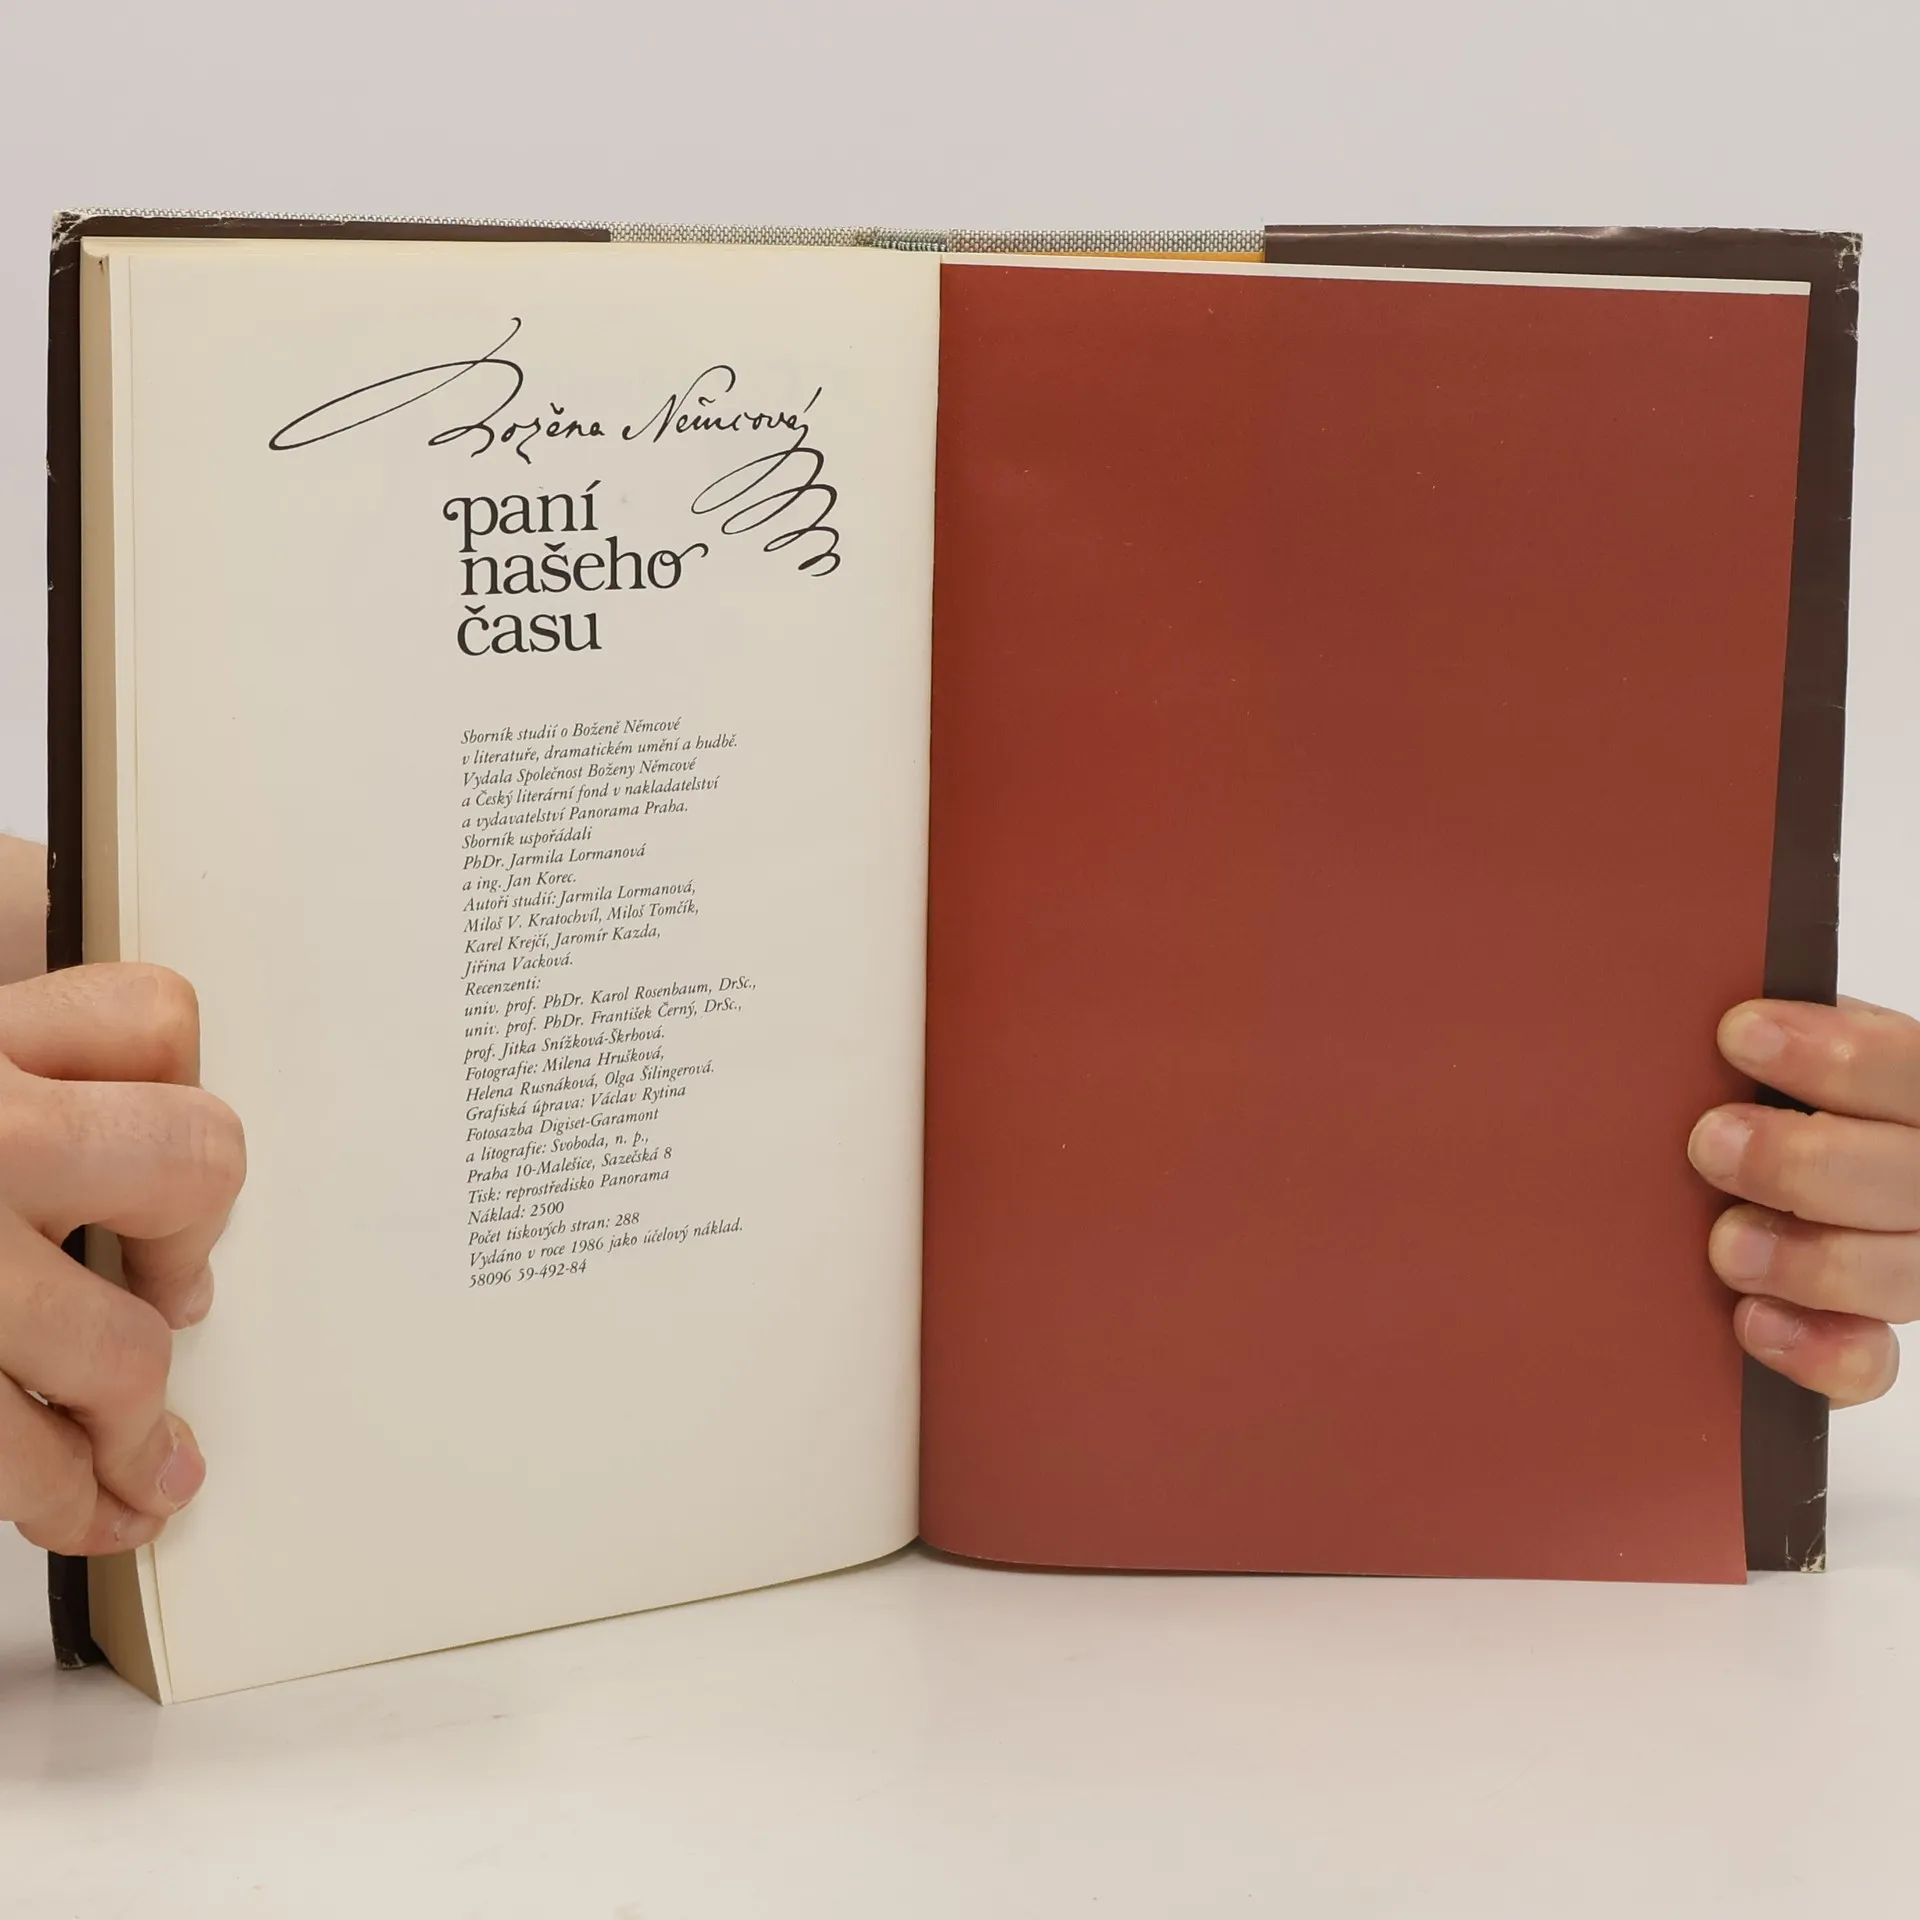 Božena Němcová
paní
našeho
času
Sborník studií o Boženě Němcové
v literatuře, dramatickém umění a hudbě.
Vydala Společnost Boženy Němcové
a Český literární fond v nakladatelství
a vydavatelství Panorama Praha.
Sborník uspořádali
PhDr. Jarmila Lormanová
a ing. Jan Korec.
Autoři studií: Jarmila Lormanová,
Miloš V. Kratochvíl, Miloš Tomčík,
Karel Krejčí, Jaromír Kazda,
Jiřina Vacková.
Recenzenti:
univ. prof. PhDr. Karol Rosenbaum, DrSc.,
univ. prof. PhDr. František Černý, DrSc.,
prof. Jitka Snížková-Škrhová.
Fotografie: Milena Hrušková,
Helena Rusnáková, Olga Šilingerová.
Grafiská úprava: Václav Rytina
Fotosazba Digiset-Garamont
a litografie: Svoboda, n. p.,
Praha 10-Malešice, Sazečská 8
Tisk: reprostředisko Panorama
Náklad: 2500
Počet tiskových stran: 288
Vydáno v roce 1986 jako účelový náklad.
58096 59-492-84